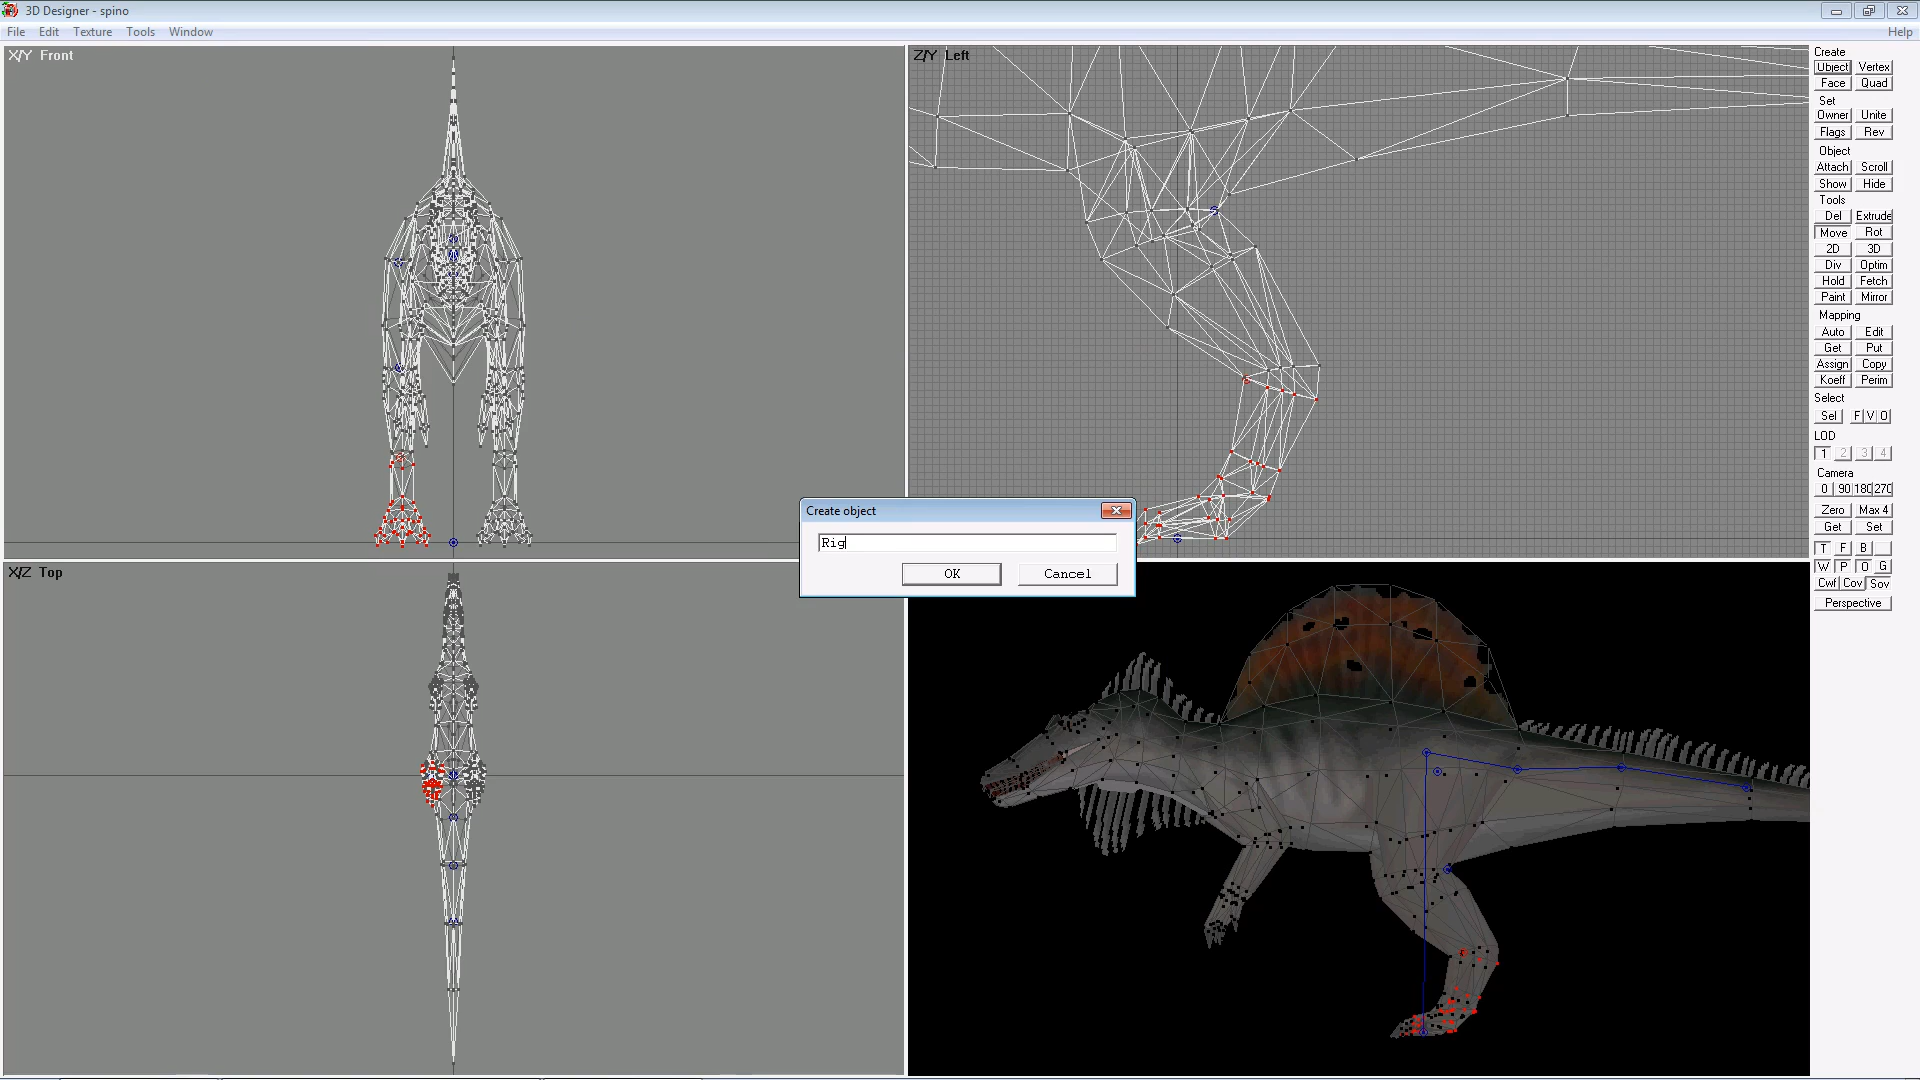 3D Designer - spino
File Edit Texture Tools Window Help
X/Y Front
Z/Y Left
X/Z Top
Create object
Rig
OK Cancel
Create
Object Vertex
Face Quad
Set
Owner Unite
Flags Rev
Object
Attach Scroll
Show Hide
Tools
Del Extrude
Move Rot
2D 3D
Div Optim
Hold Fetch
Paint Mirror
Mapping
Auto Edit
Get Put
Assign Copy
Koeff Perim
Select
Sel F V O
LOD
1 2 3 4
Camera
0 90 180 270
Zero Max 4
Get Set
T F B
W P O G
Cwf Cov Sov
Perspective